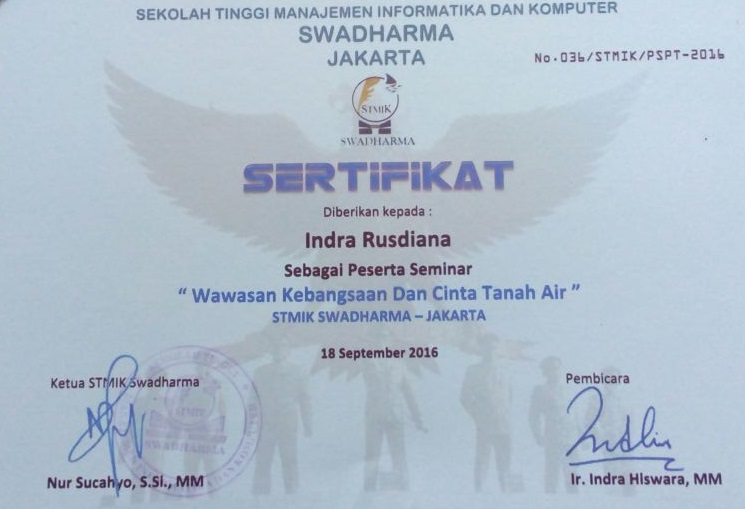 SEKOLAH TINGGI MANAJEMEN INFORMATIKA DAN KOMPUTER
SWADHARMA
JAKARTA
No.036/STMIK/PSPT-2016
STMIK
SWADHARMA
SERTIFIKAT
Diberikan kepada :
Indra Rusdiana
Sebagai Peserta Seminar
“ Wawasan Kebangsaan Dan Cinta Tanah Air ”
STMIK SWADHARMA – JAKARTA
18 September 2016
Ketua STMIK Swadharma
STMIK
SWADHARMA
Nur Sucahyo, S.SI., MM
Pembicara
Ir. Indra Hiswara, MM